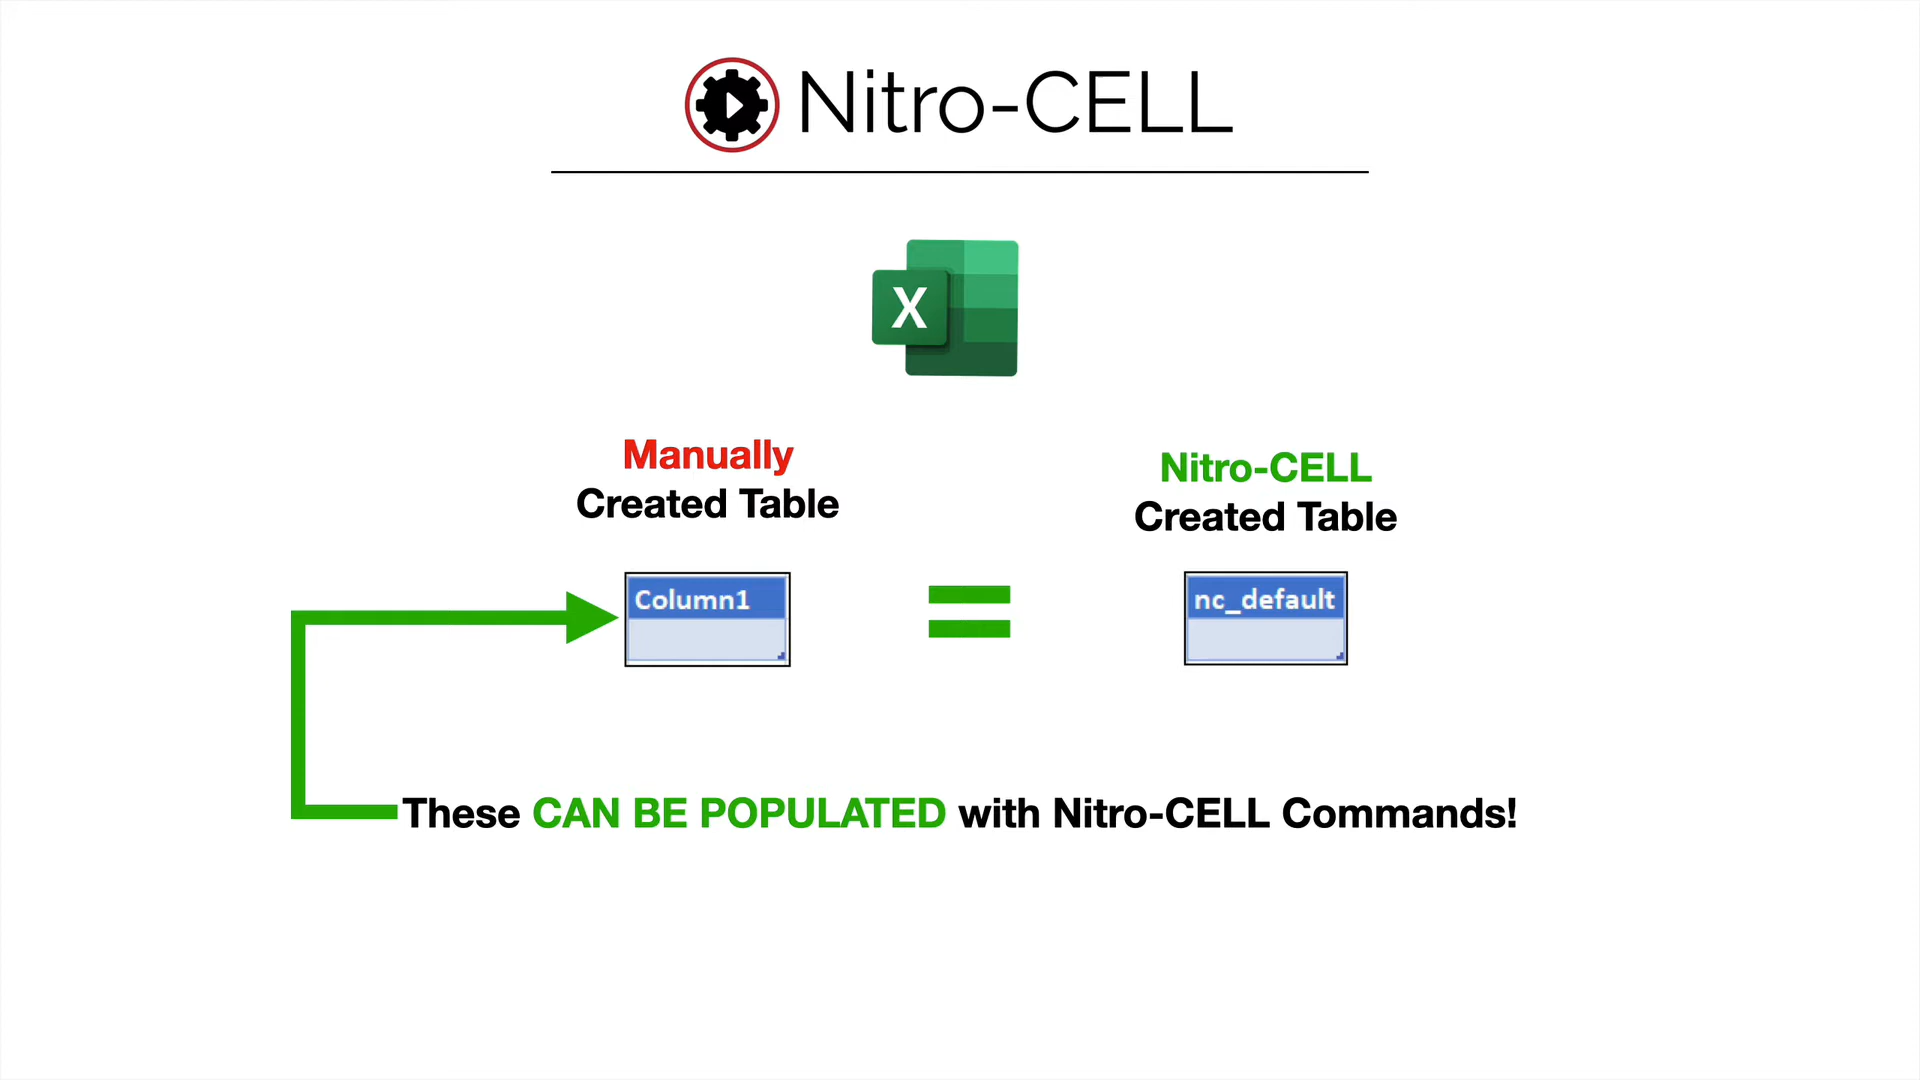 Nitro-CELL
X
Manually
Created Table
Nitro-CELL
Created Table
Column1
nc_default
These CAN BE POPULATED with Nitro-CELL Commands!